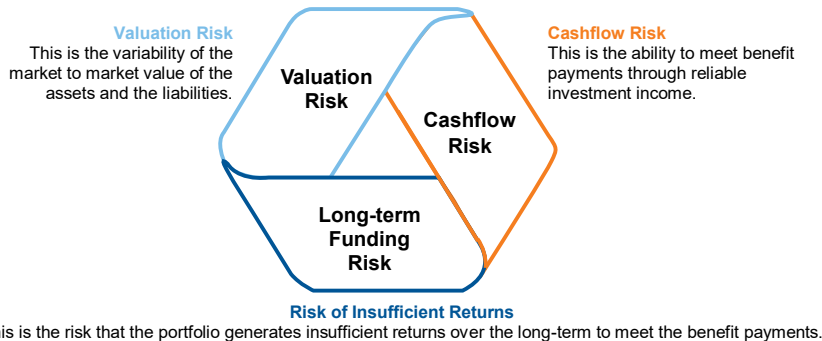 Valuation Risk
This is the variability of the
market to market value of the
assets and the liabilities.
Cashflow Risk
This is the ability to meet benefit
payments through reliable
investment income.
Valuation
Risk
Cashflow
Risk
Long-term
Funding
Risk
Risk of Insufficient Returns
his is the risk that the portfolio generates insufficient returns over the long-term to meet the benefit payments.